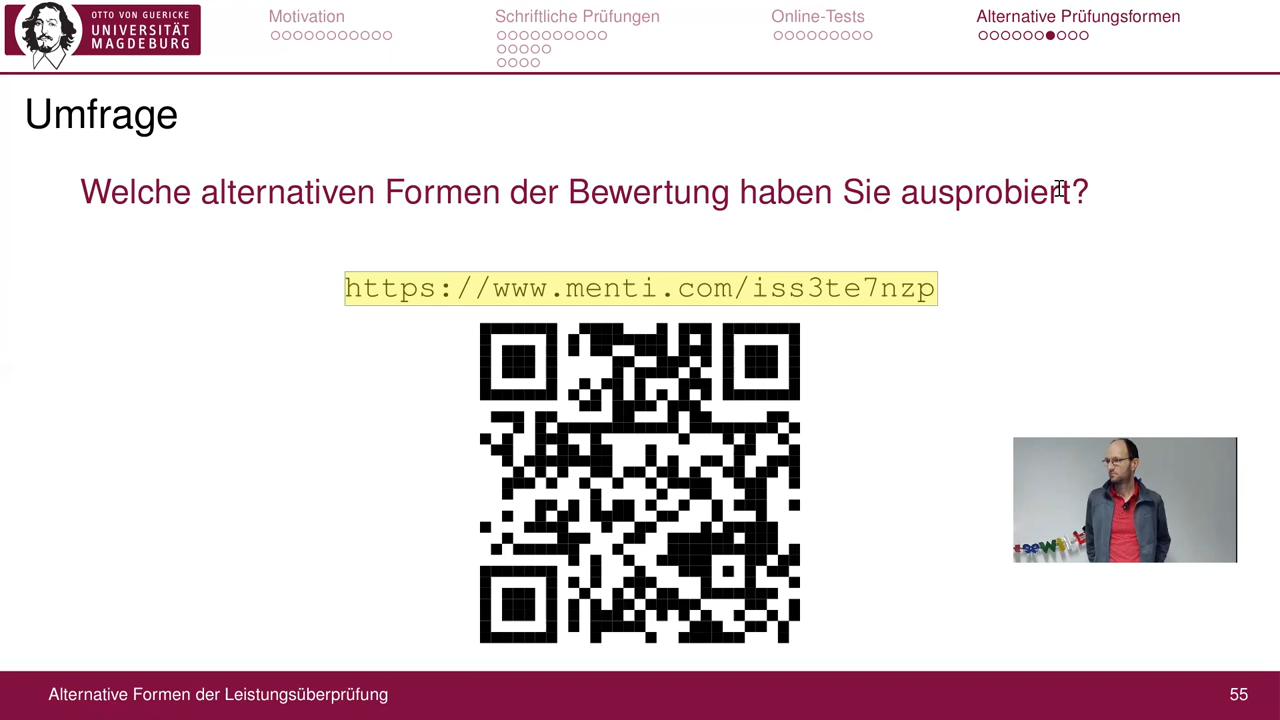 OTTO VON GUERICKE
UNIVERSITÄT
MAGDEBURG
Motivation
Schriftliche Prüfungen
Online-Tests
Alternative Prüfungsformen
Umfrage
Welche alternativen Formen der Bewertung haben Sie ausprobiert?
https://www.menti.com/iss3te7nzp
Alternative Formen der Leistungsüberprüfung
55